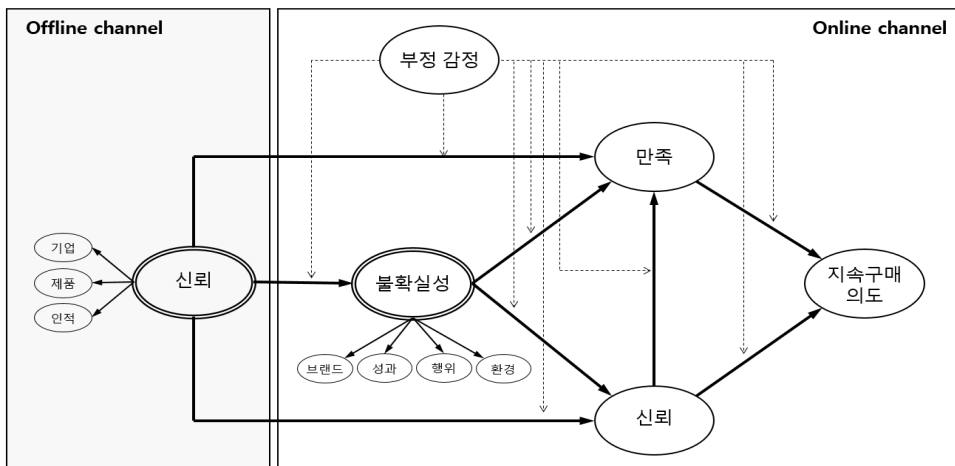 Offline channel
Online channel
부정 감정
만족
기업
제품
인적
신뢰
불확실성
지속구매
의도
브랜드
성과
행위
환경
신뢰